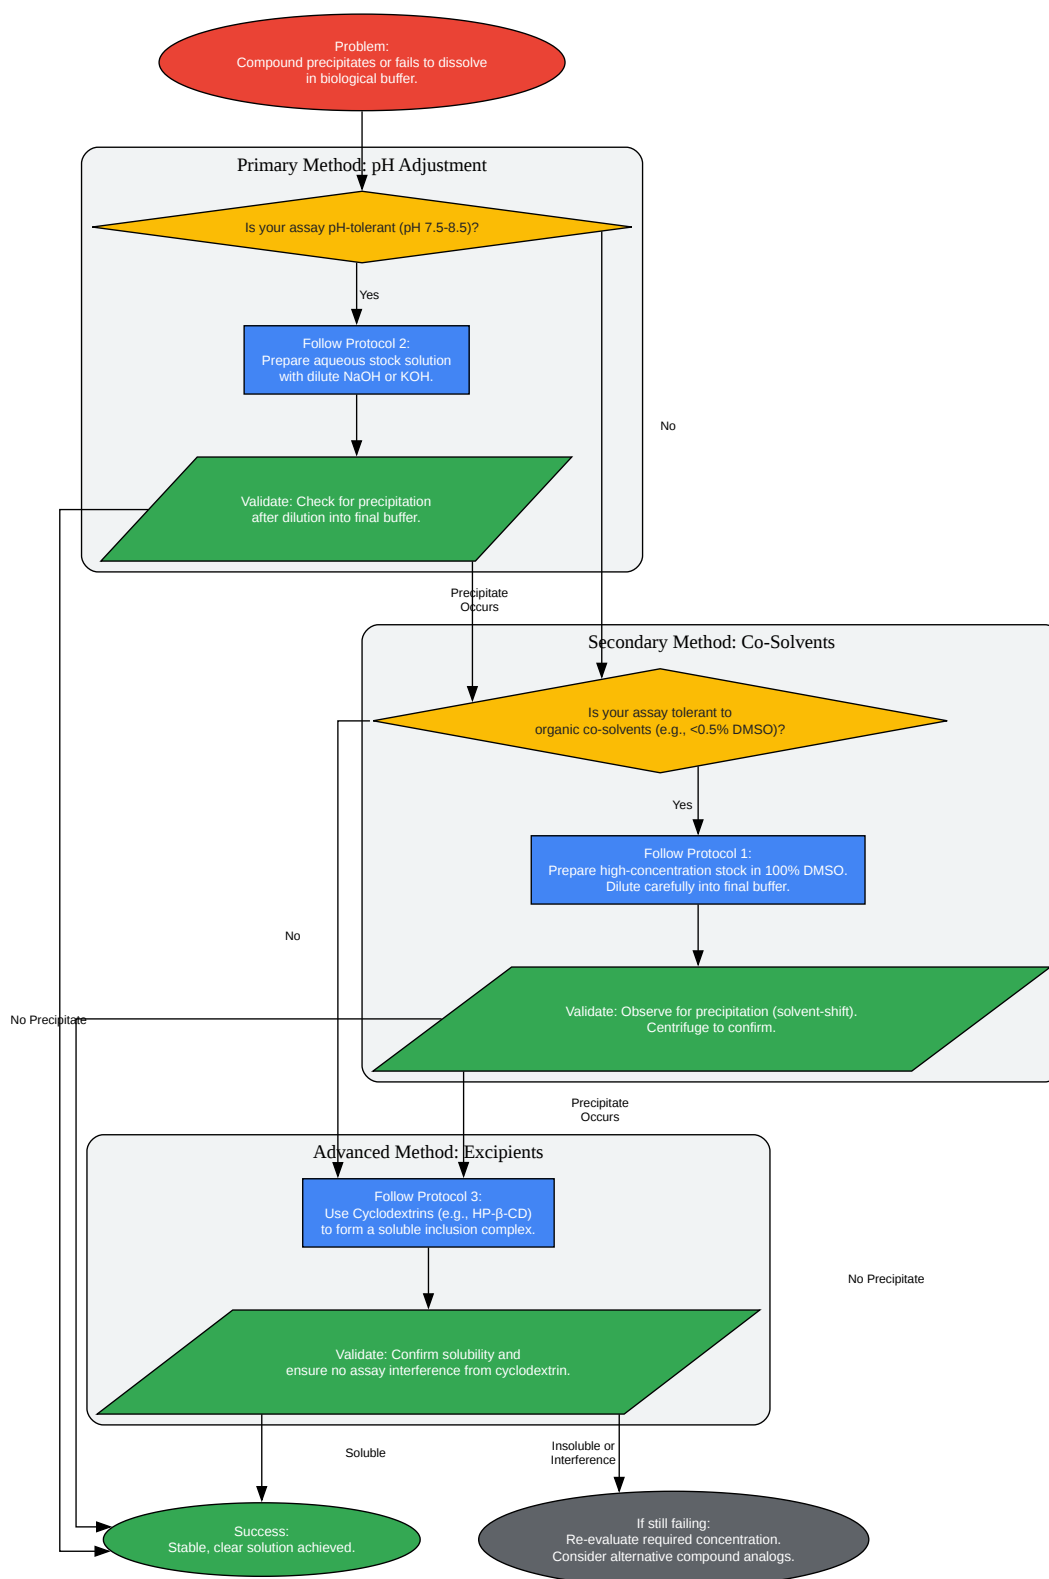 Problem:
Compound precipitates or fails to dissolve
in biological buffer.
Primary Method: pH Adjustment
Is your assay pH-tolerant (pH 7.5-8.5)?
Yes
Follow Protocol 2:
Prepare aqueous stock solution
with dilute NaOH or KOH.
No
Validate: Check for precipitation
after dilution into final buffer.
Precipitate
Occurs
Secondary Method: Co-Solvents
Is your assay tolerant to
organic co-solvents (e.g., <0.5% DMSO)?
Yes
Follow Protocol 1:
Prepare high-concentration stock in 100% DMSO.
Dilute carefully into final buffer.
No
Validate: Observe for precipitation (solvent-shift).
Centrifuge to confirm.
No Precipitate
Precipitate
Occurs
Advanced Method: Excipients
Follow Protocol 3:
Use Cyclodextrins (e.g., HP-β-CD)
to form a soluble inclusion complex.
No Precipitate
Validate: Confirm solubility and
ensure no assay interference from cyclodextrin.
Soluble
Insoluble or
Interference
Success:
Stable, clear solution achieved.
If still failing:
Re-evaluate required concentration.
Consider alternative compound analogs.